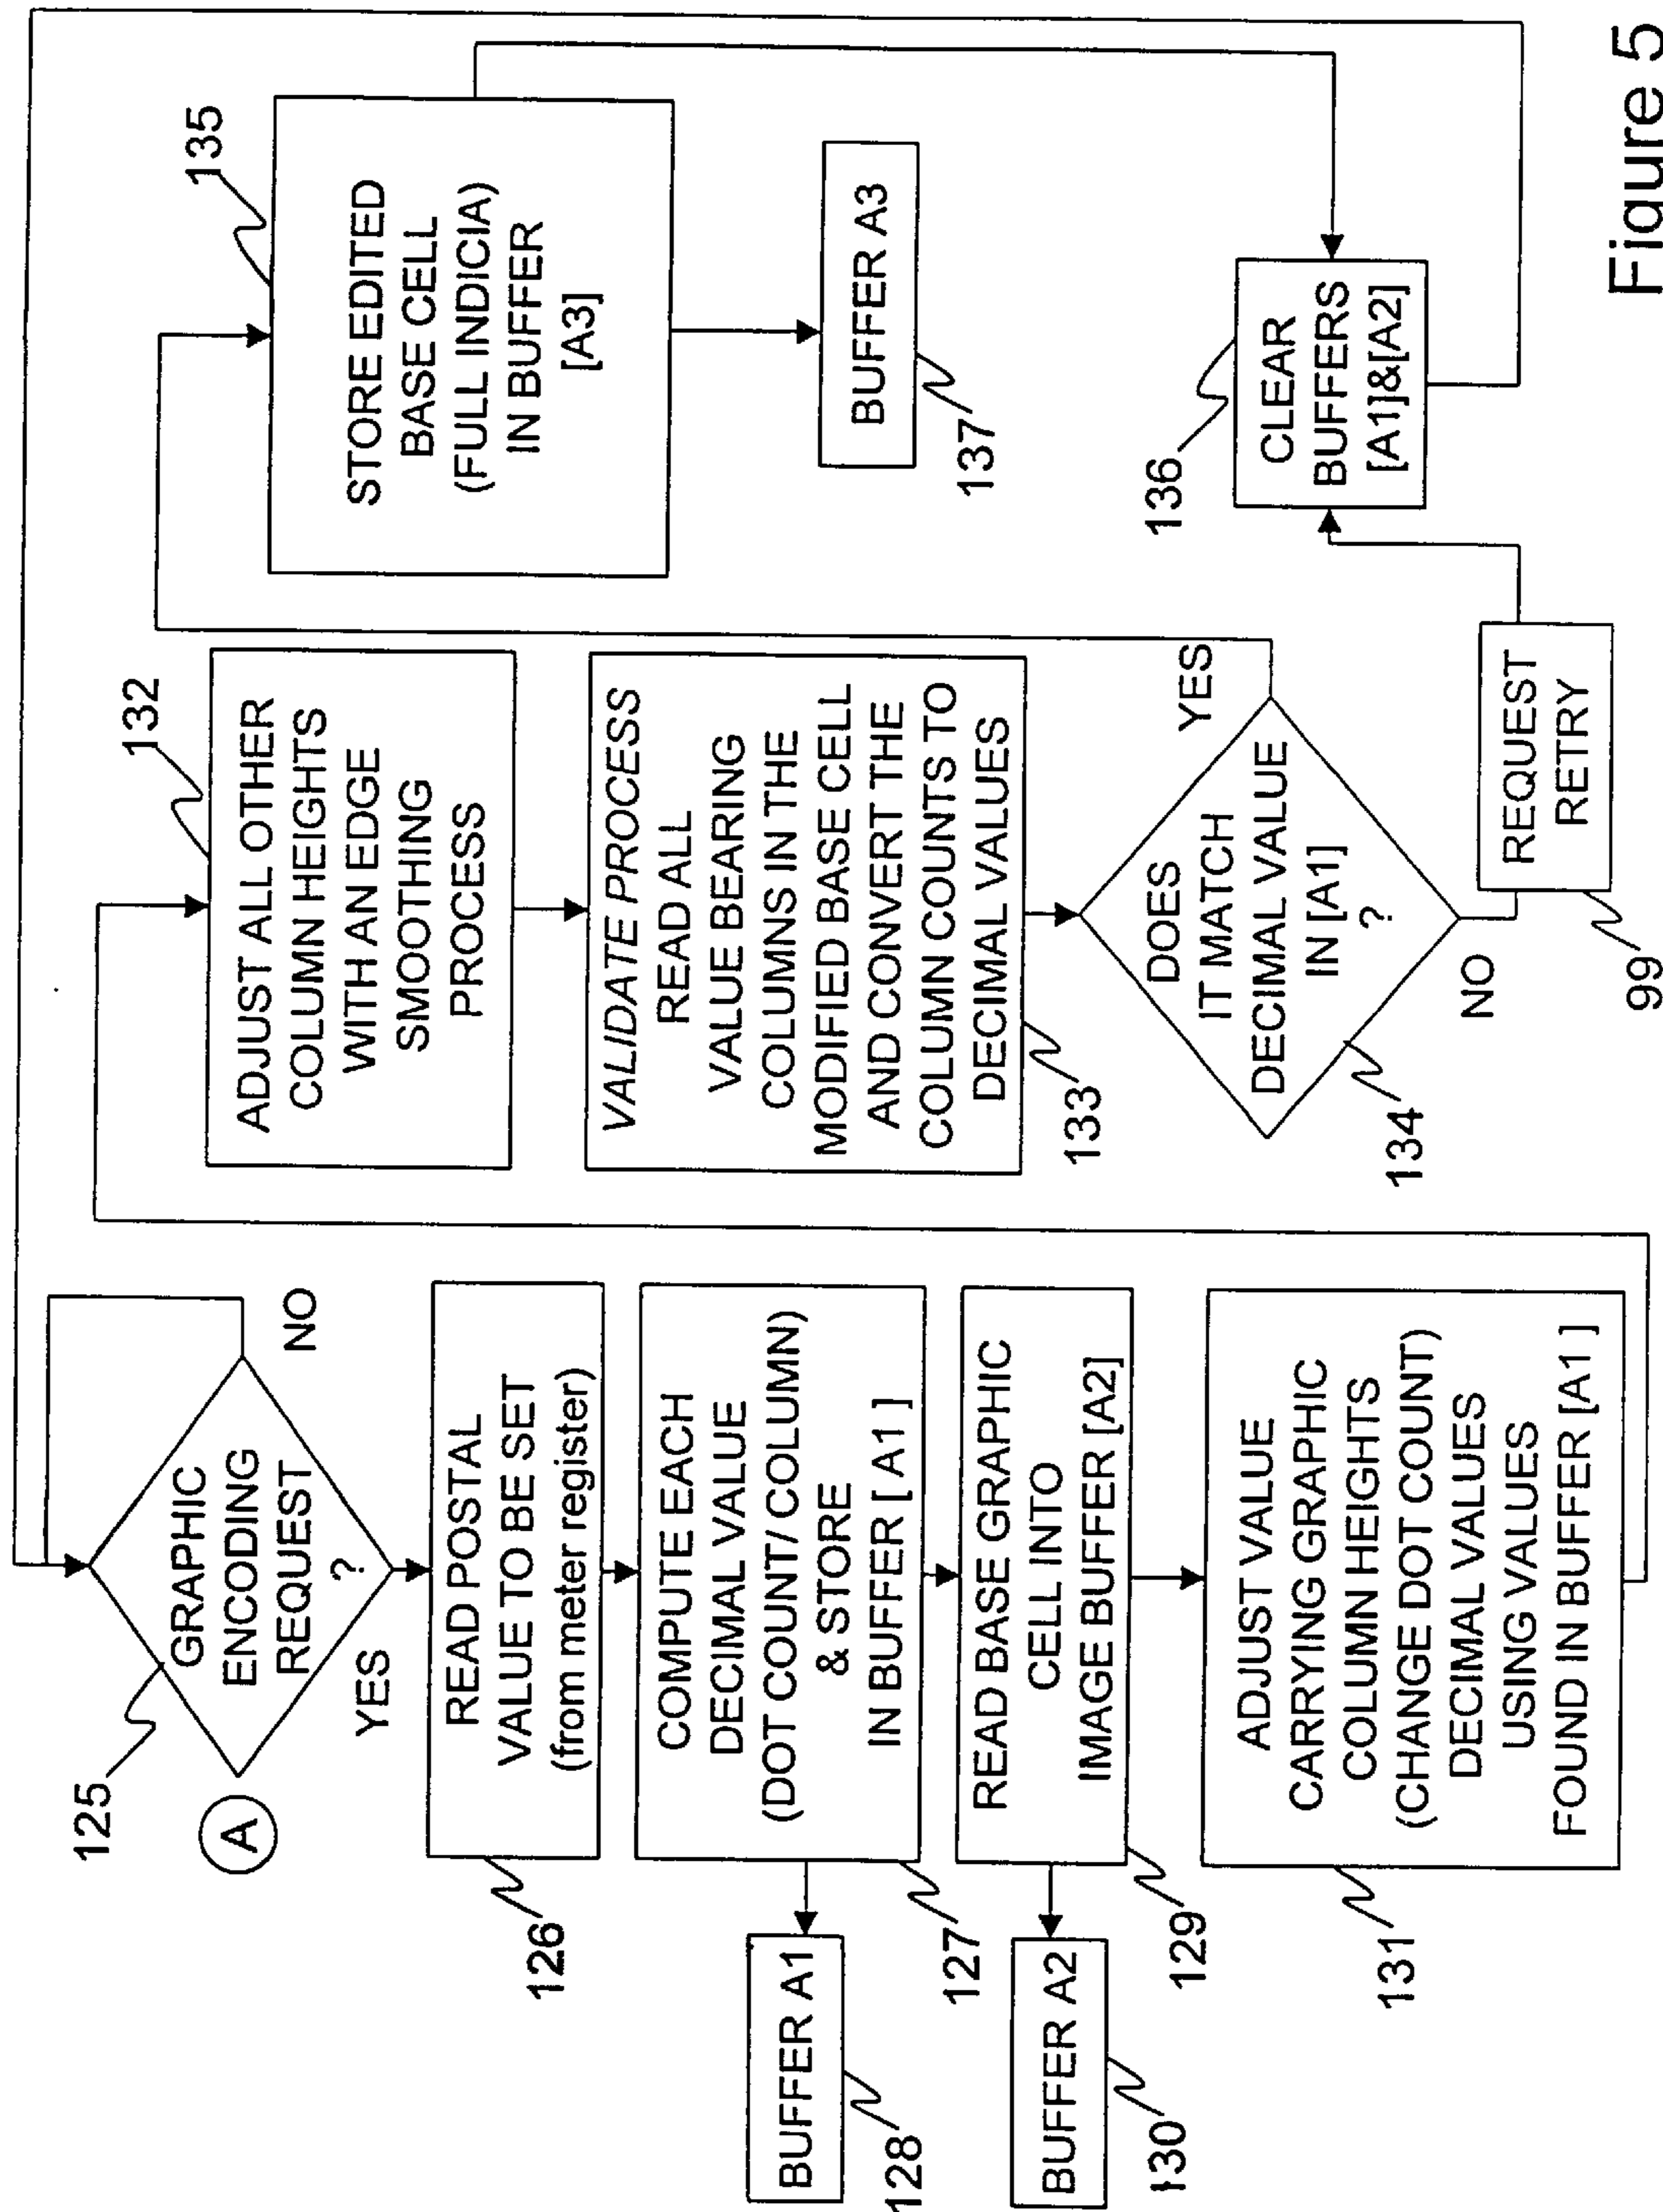 125
A
GRAPHIC
ENCODING
REQUEST
?
NO
YES
126
READ POSTAL
VALUE TO BE SET
(from meter register)
BUFFER A1
128
127
COMPUTE EACH
DECIMAL VALUE
(DOT COUNT/ COLUMN)
& STORE
IN BUFFER [ A1 ]
BUFFER A2
130
129
READ BASE GRAPHIC
CELL INTO
IMAGE BUFFER [A2]
131
ADJUST VALUE
CARRYING GRAPHIC
COLUMN HEIGHTS
(CHANGE DOT COUNT)
DECIMAL VALUES
USING VALUES
FOUND IN BUFFER [A1 ]
132
ADJUST ALL OTHER
COLUMN HEIGHTS
WITH AN EDGE
SMOOTHING
PROCESS
VALIDATE PROCESS
READ ALL
VALUE BEARING
COLUMNS IN THE
MODIFIED BASE CELL
AND CONVERT THE
COLUMN COUNTS TO
DECIMAL VALUES
133
DOES
IT MATCH
DECIMAL VALUE
IN [A1]
?
134
YES
NO
REQUEST
RETRY
99
135
STORE EDITED
BASE CELL
(FULL INDICIA)
IN BUFFER
[A3]
BUFFER A3
137
136
CLEAR
BUFFERS
[A1]&[A2]
Figure 5